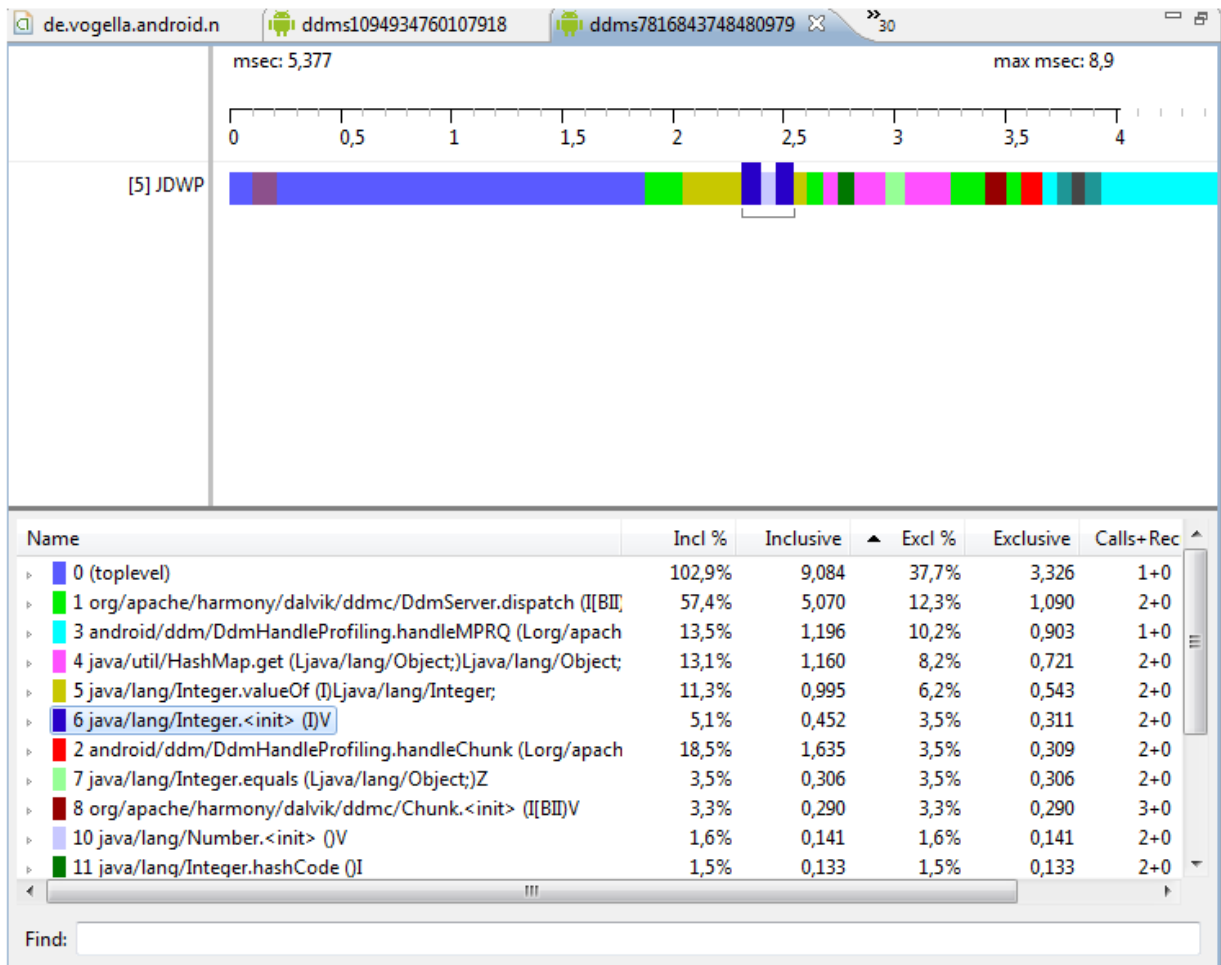 de.vogella.android.n ddms1094934760107918 ddms7816843748480979 »30
msec: 5,377 max msec: 8,9
0 0,5 1 1,5 2 2,5 3 3,5 4
[5] JDWP
Name Incl % Inclusive Excl % Exclusive Calls+Rec
0 (toplevel) 102,9% 9,084 37,7% 3,326 1+0
1 org/apache/harmony/dalvik/ddmc/DdmServer.dispatch (I[BII) 57,4% 5,070 12,3% 1,090 2+0
3 android/ddm/DdmHandleProfiling.handleMPRQ (Lorg/apach 13,5% 1,196 10,2% 0,903 1+0
4 java/util/HashMap.get (Ljava/lang/Object;)Ljava/lang/Object; 13,1% 1,160 8,2% 0,721 2+0
5 java/lang/Integer.valueOf (I)Ljava/lang/Integer; 11,3% 0,995 6,2% 0,543 2+0
6 java/lang/Integer.<init> (I)V 5,1% 0,452 3,5% 0,311 2+0
2 android/ddm/DdmHandleProfiling.handleChunk (Lorg/apach 18,5% 1,635 3,5% 0,309 2+0
7 java/lang/Integer.equals (Ljava/lang/Object;)Z 3,5% 0,306 3,5% 0,306 2+0
8 org/apache/harmony/dalvik/ddmc/Chunk.<init> (I[BII)V 3,3% 0,290 3,3% 0,290 3+0
10 java/lang/Number.<init> ()V 1,6% 0,141 1,6% 0,141 2+0
11 java/lang/Integer.hashCode ()I 1,5% 0,133 1,5% 0,133 2+0
Find: